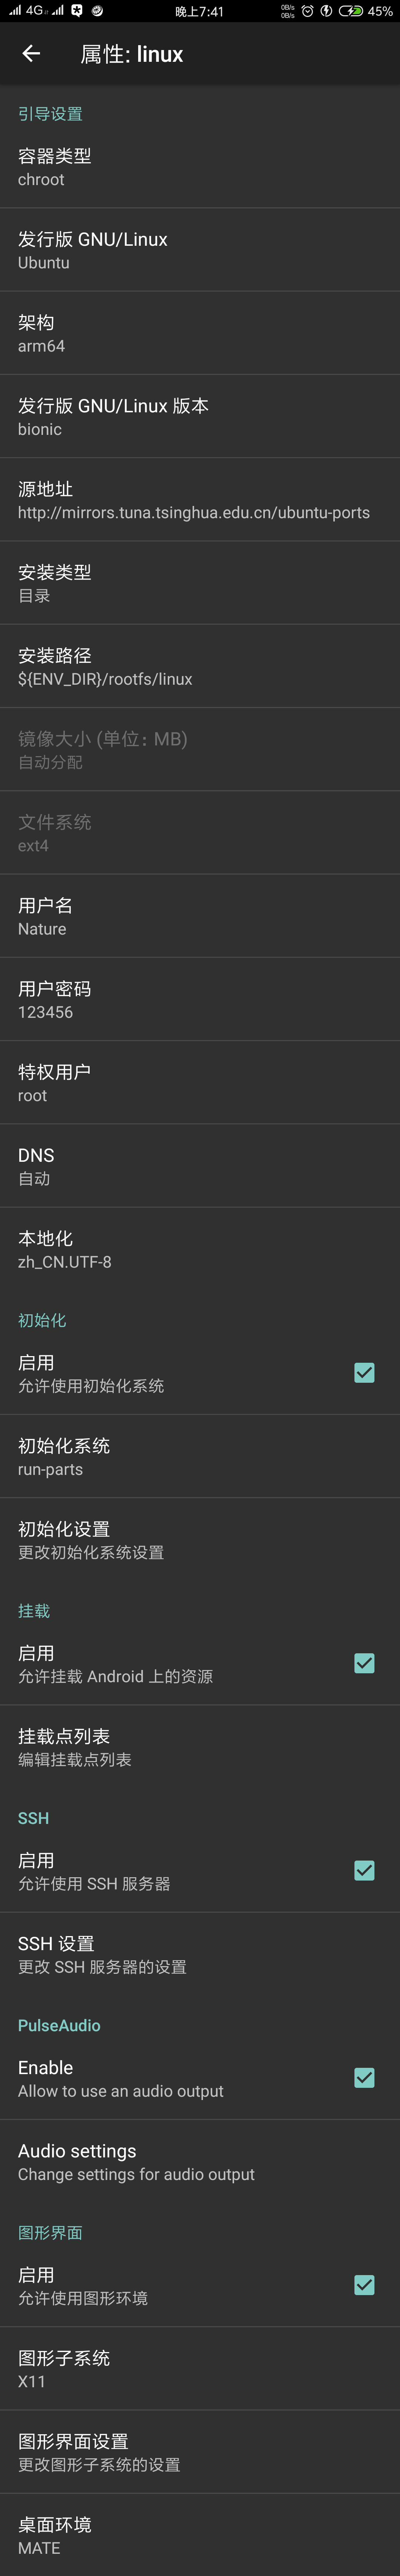 4G
0B/s
0B/s
晚上7:41
45%
属性: linux
引导设置
容器类型
chroot
发行版 GNU/Linux
Ubuntu
架构
arm64
发行版 GNU/Linux 版本
bionic
源地址
http://mirrors.tuna.tsinghua.edu.cn/ubuntu-ports
安装类型
目录
安装路径
${ENV_DIR}/rootfs/linux
镜像大小 (单位：MB)
自动分配
文件系统
ext4
用户名
Nature
用户密码
123456
特权用户
root
DNS
自动
本地化
zh_CN.UTF-8
初始化
启用
允许使用初始化系统
初始化系统
run-parts
初始化设置
更改初始化系统设置
挂载
启用
允许挂载 Android 上的资源
挂载点列表
编辑挂载点列表
SSH
启用
允许使用 SSH 服务器
SSH 设置
更改 SSH 服务器的设置
PulseAudio
Enable
Allow to use an audio output
Audio settings
Change settings for audio output
图形界面
启用
允许使用图形环境
图形子系统
X11
图形界面设置
更改图形子系统的设置
桌面环境
MATE